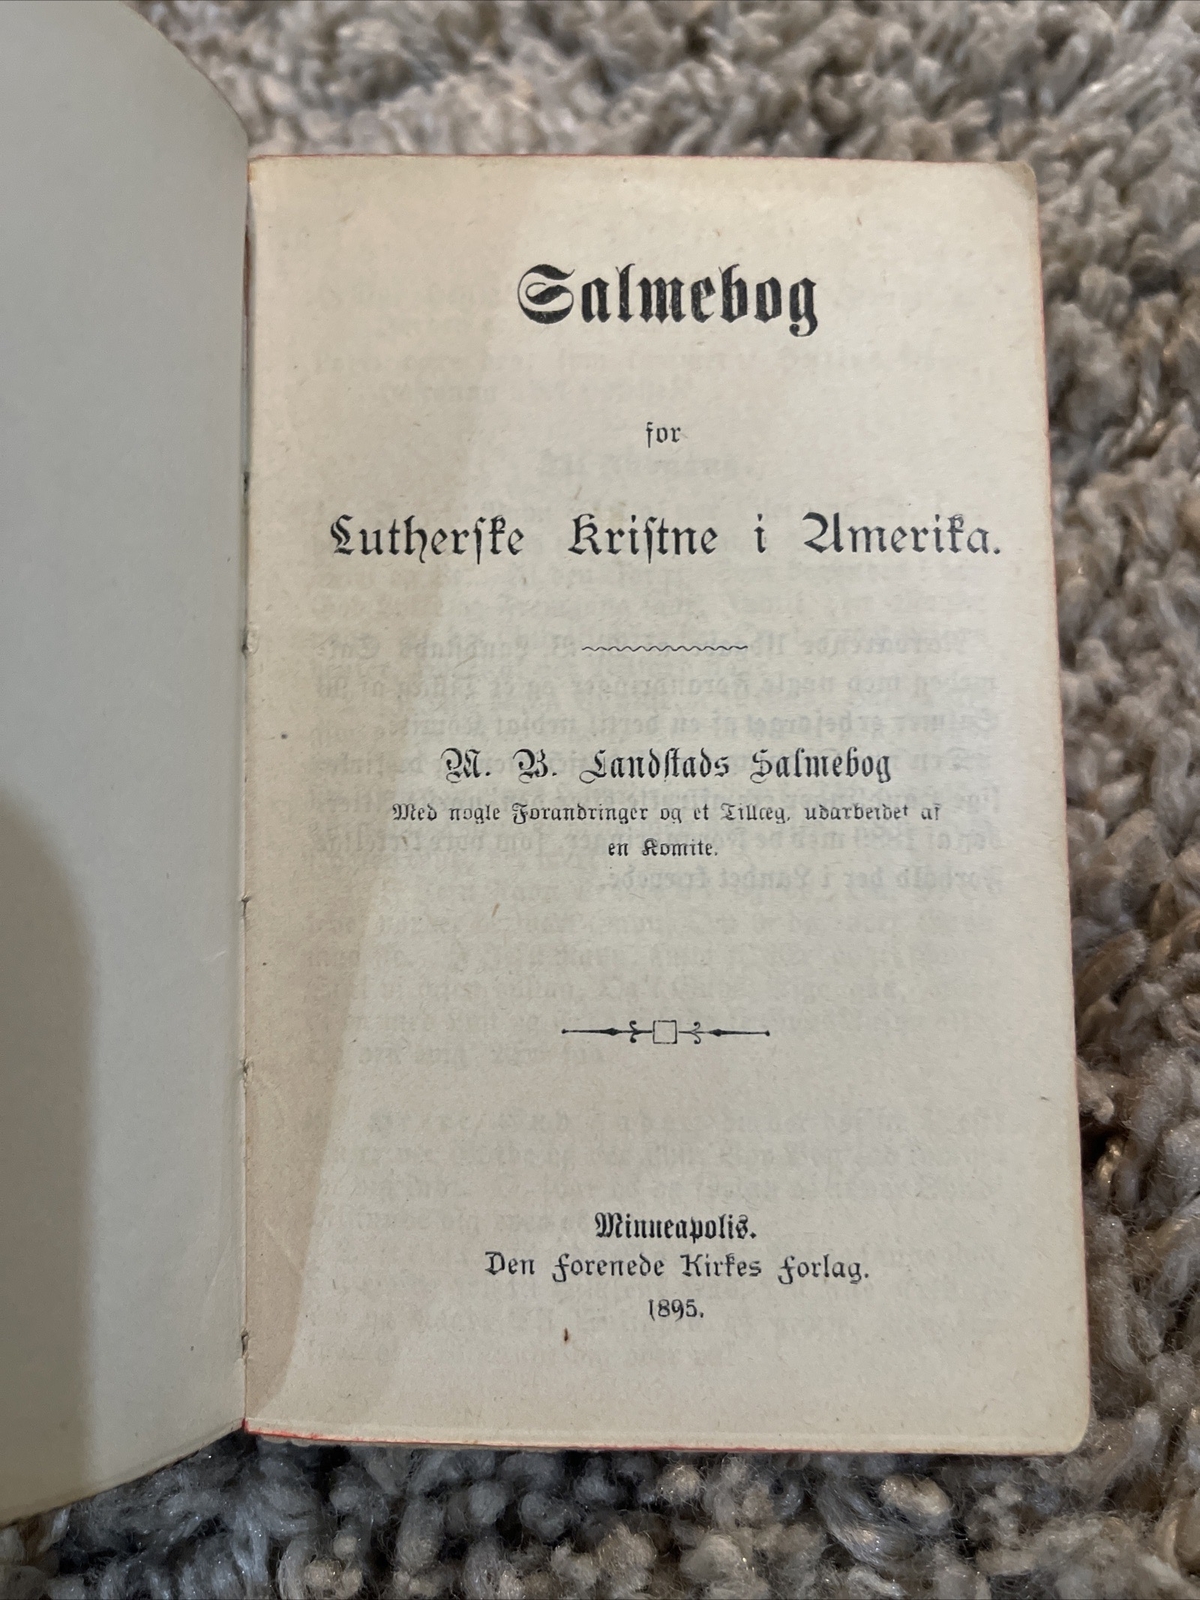 Salmebog
for
Lutherske Kristne i Amerika.
M. B. Landstads Salmebog
Med nogle Forandringer og et Tillæg, udarbeidet af
en Komite.
Minneapolis.
Den Forenede Kirkes Forlag.
1895.